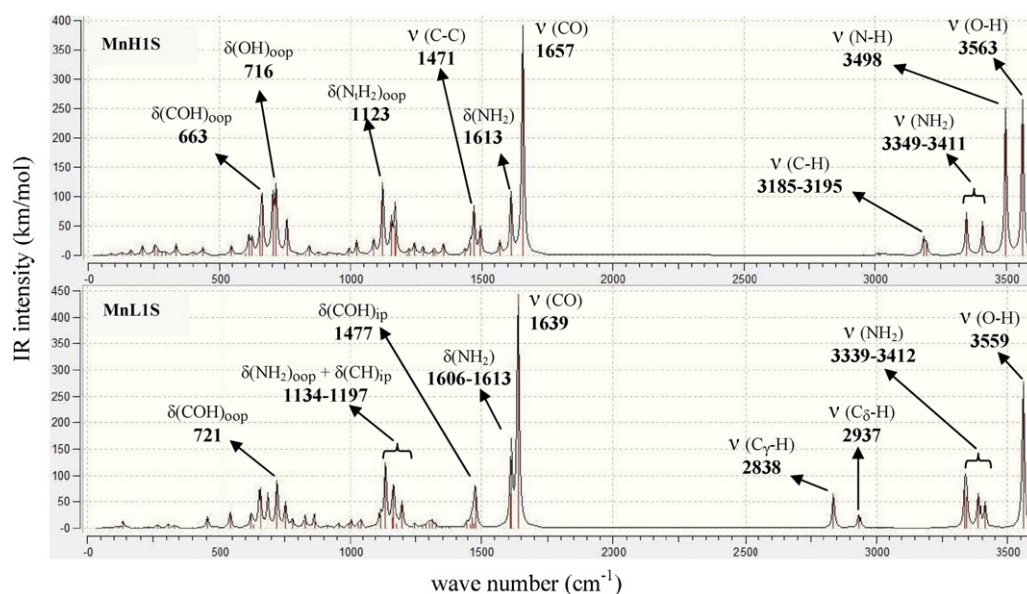 MnH1S
400
350
300
250
200
150
100
50
-0
δ(COH)oop
663
δ(OH)oop
716
δ(NtH2)oop
1123
ν (C-C)
1471
δ(NH2)
1613
ν (CO)
1657
ν (C-H)
3185-3195
ν (N-H)
3498
ν (NH2)
3349-3411
ν (O-H)
3563
-0 500 1000 1500 2000 2500 3000 3500
MnL1S
450
400
350
300
250
200
150
100
50
-0
δ(COH)oop
721
δ(NH2)oop + δ(CH)ip
1134-1197
δ(COH)ip
1477
δ(NH2)
1606-1613
ν (CO)
1639
ν (Cγ-H)
2838
ν (Cδ-H)
2937
ν (NH2)
3339-3412
ν (O-H)
3559
-0 500 1000 1500 2000 2500 3000 3500
IR intensity (km/mol)
wave number (cm-1)